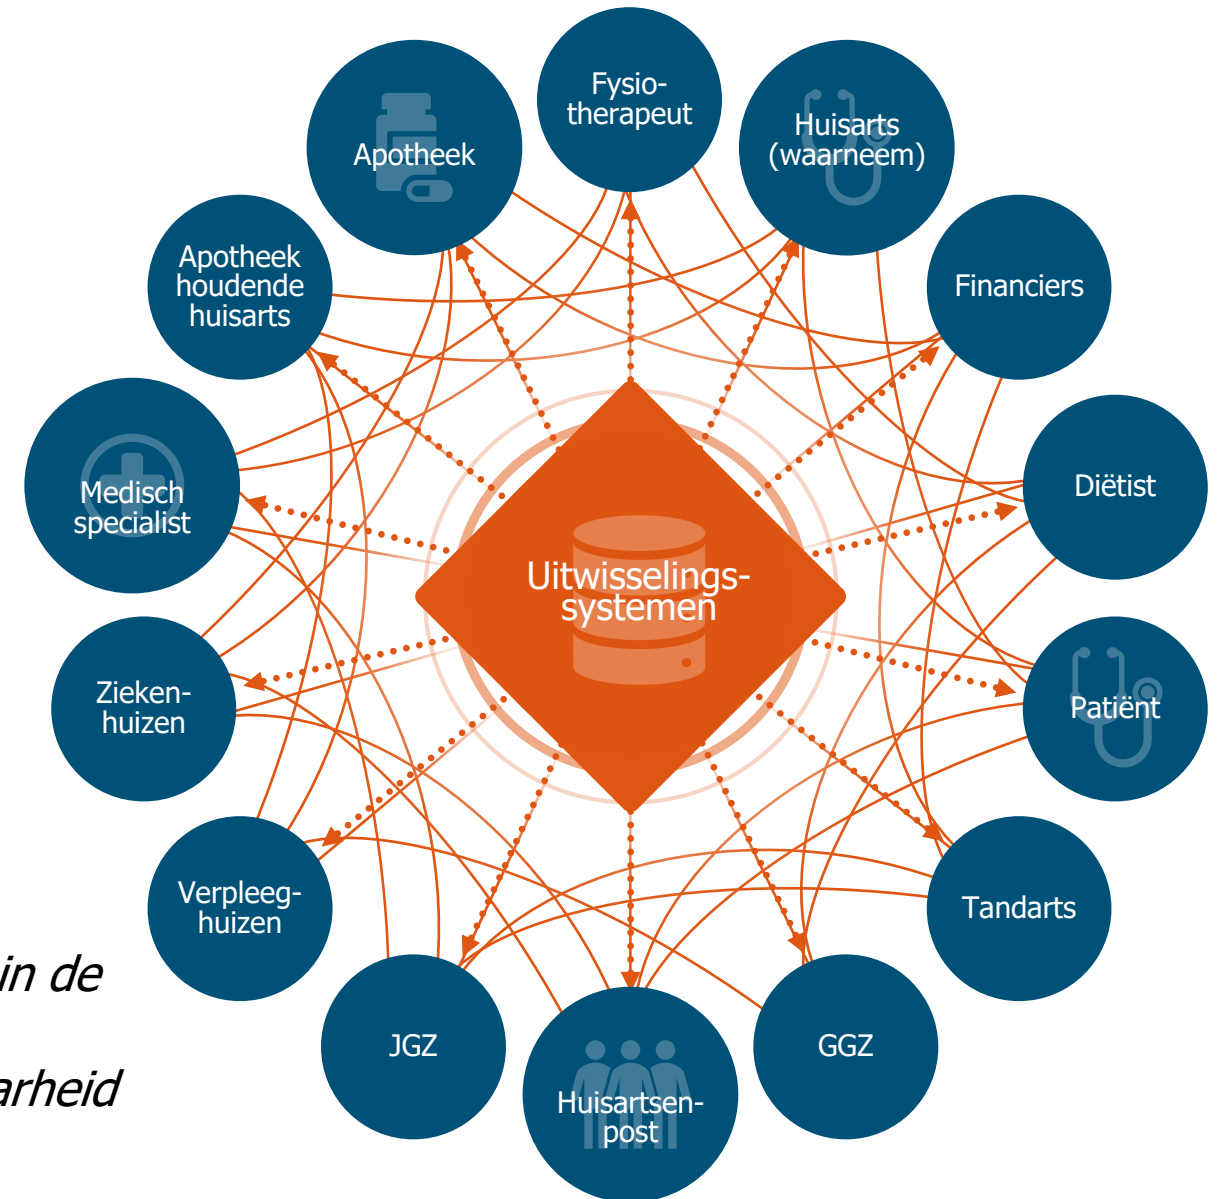 Fysio-
therapeut
Huisarts
(waarneem)
Apotheek
Financiers
Apotheek
houdende
huisarts
Diëtist
Medisch
specialist
Uitwisselings-
systemen
Zieken-
huizen
Patiënt
Verpleeg-
huizen
Tandarts
in de
JGZ
GGZ
arheid
Huisartsen-
post